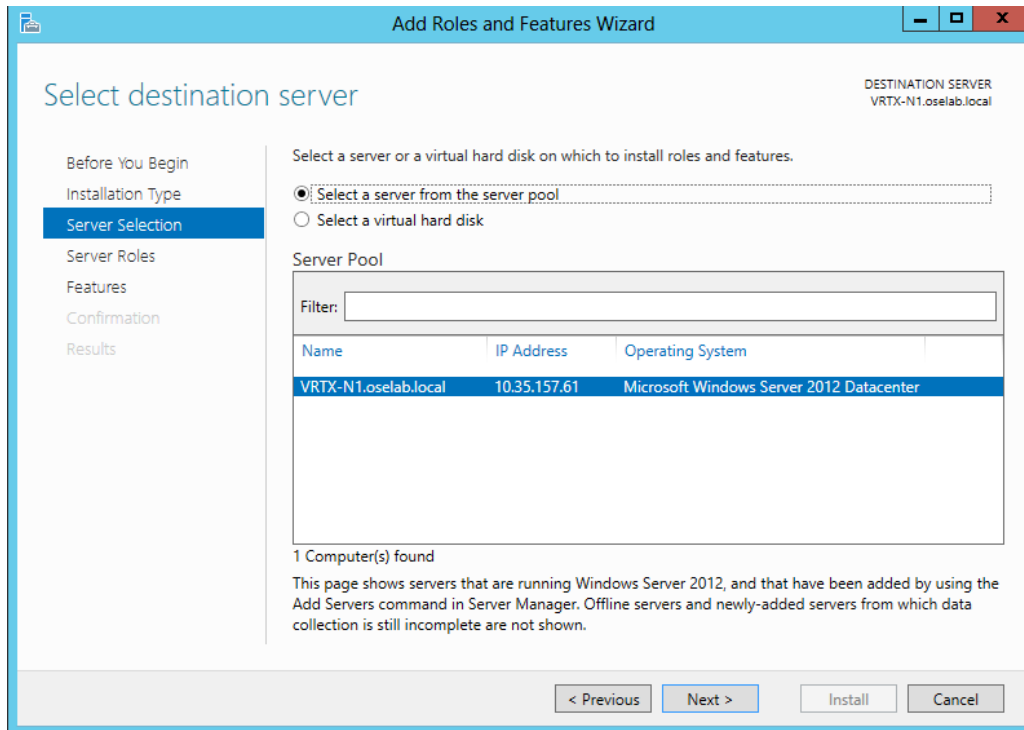 Add Roles and Features Wizard
Select destination server
DESTINATION SERVER
VRTX-N1.oselab.local
Before You Begin
Installation Type
Server Selection
Server Roles
Features
Confirmation
Results
Select a server or a virtual hard disk on which to install roles and features.
Select a server from the server pool
Select a virtual hard disk
Server Pool
Filter:
Name IP Address Operating System
VRTX-N1.oselab.local 10.35.157.61 Microsoft Windows Server 2012 Datacenter
1 Computer(s) found
This page shows servers that are running Windows Server 2012, and that have been added by using the
Add Servers command in Server Manager. Offline servers and newly-added servers from which data
collection is still incomplete are not shown.
< Previous Next > Install Cancel